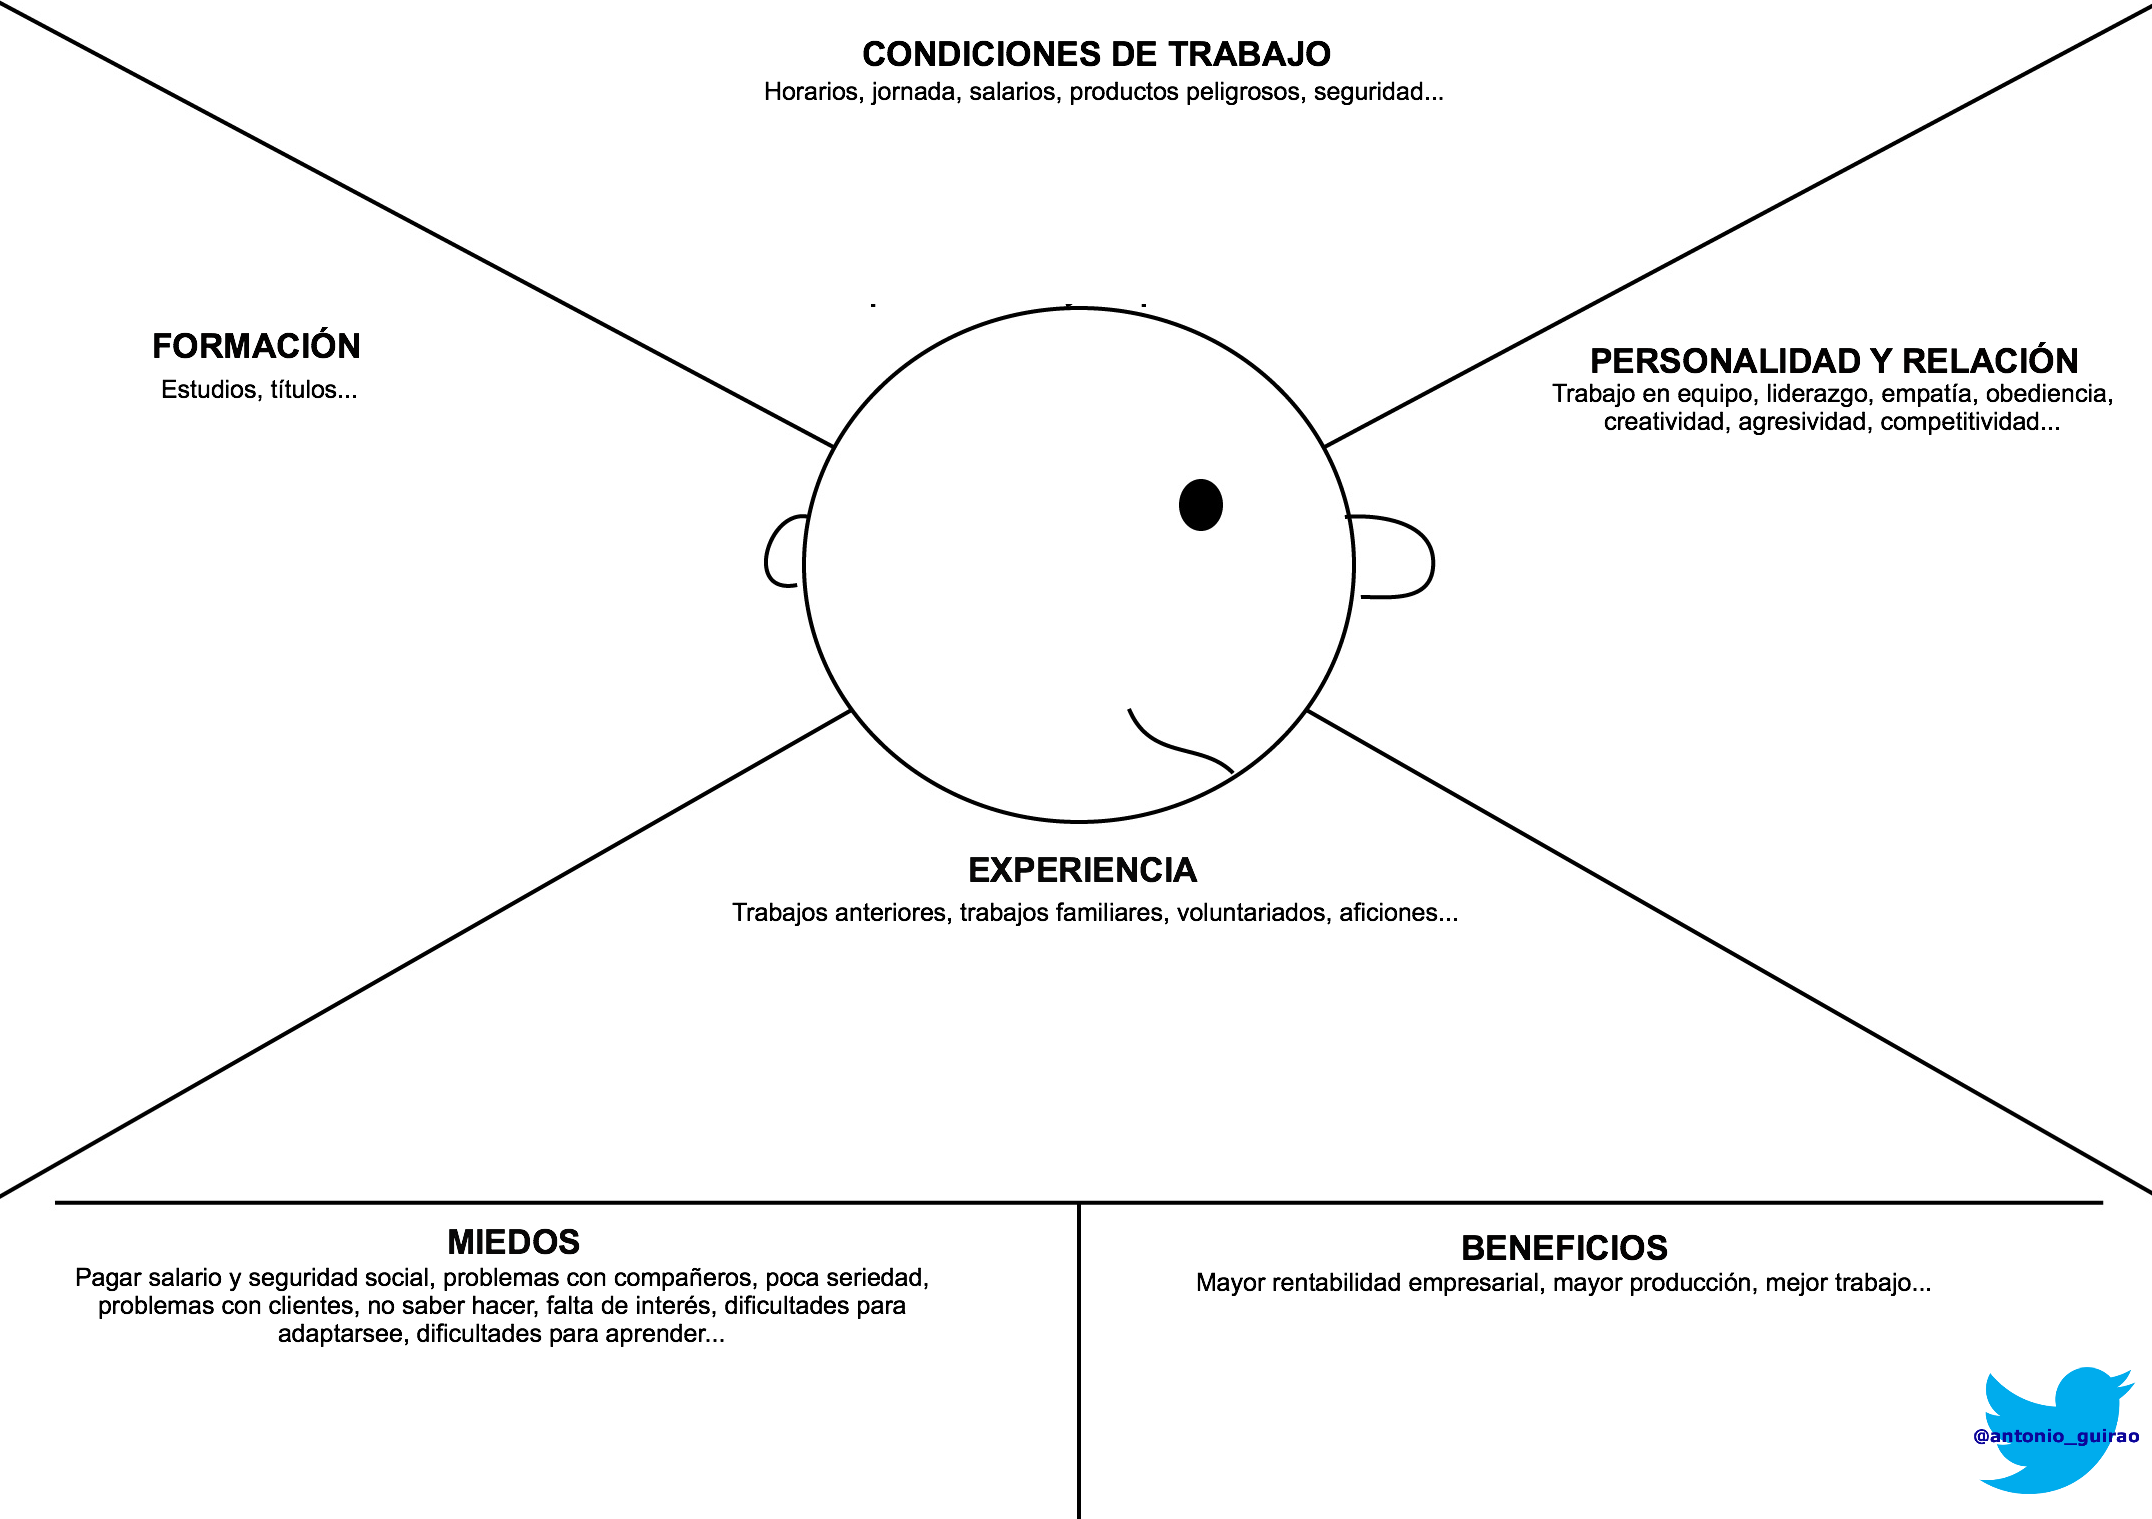 CONDICIONES DE TRABAJO
Horarios, jornada, salarios, productos peligrosos, seguridad...
FORMACIÓN
Estudios, títulos...
PERSONALIDAD Y RELACIÓN
Trabajo en equipo, liderazgo, empatía, obediencia,
creatividad, agresividad, competitividad...
EXPERIENCIA
Trabajos anteriores, trabajos familiares, voluntariados, aficiones...
MIEDOS
Pagar salario y seguridad social, problemas con compañeros, poca seriedad,
problemas con clientes, no saber hacer, falta de interés, dificultades para
adaptarsee, dificultades para aprender...
BENEFICIOS
Mayor rentabilidad empresarial, mayor producción, mejor trabajo...
@antonio_guirao